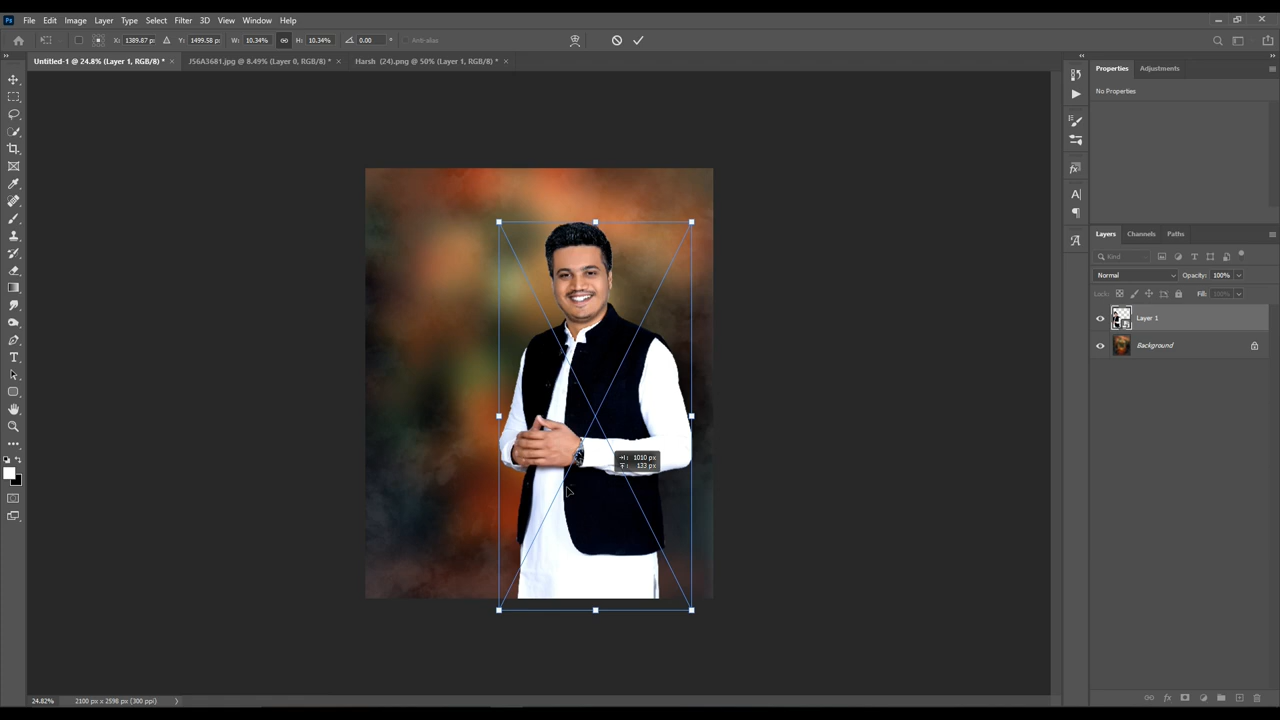 Ps File Edit Image Layer Type Select Filter 3D View Window Help
X: 1389.87 p Y: 1499.58 p W: 10.34% H: 10.34% 0.00 ° Anti-alias
Untitled-1 @ 24.8% (Layer 1, RGB/8) * × J56A3681.jpg @ 8.49% (Layer 0, RGB/8) * × Harsh (24).png @ 50% (Layer 1, RGB/8) * ×
Properties Adjustments
No Properties
Layers Channels Paths
Kind
Normal Opacity: 100%
Lock: Fill: 100%
Layer 1
Background
1010 px
133 px
24.82% 2100 px x 2598 px (300 ppi)